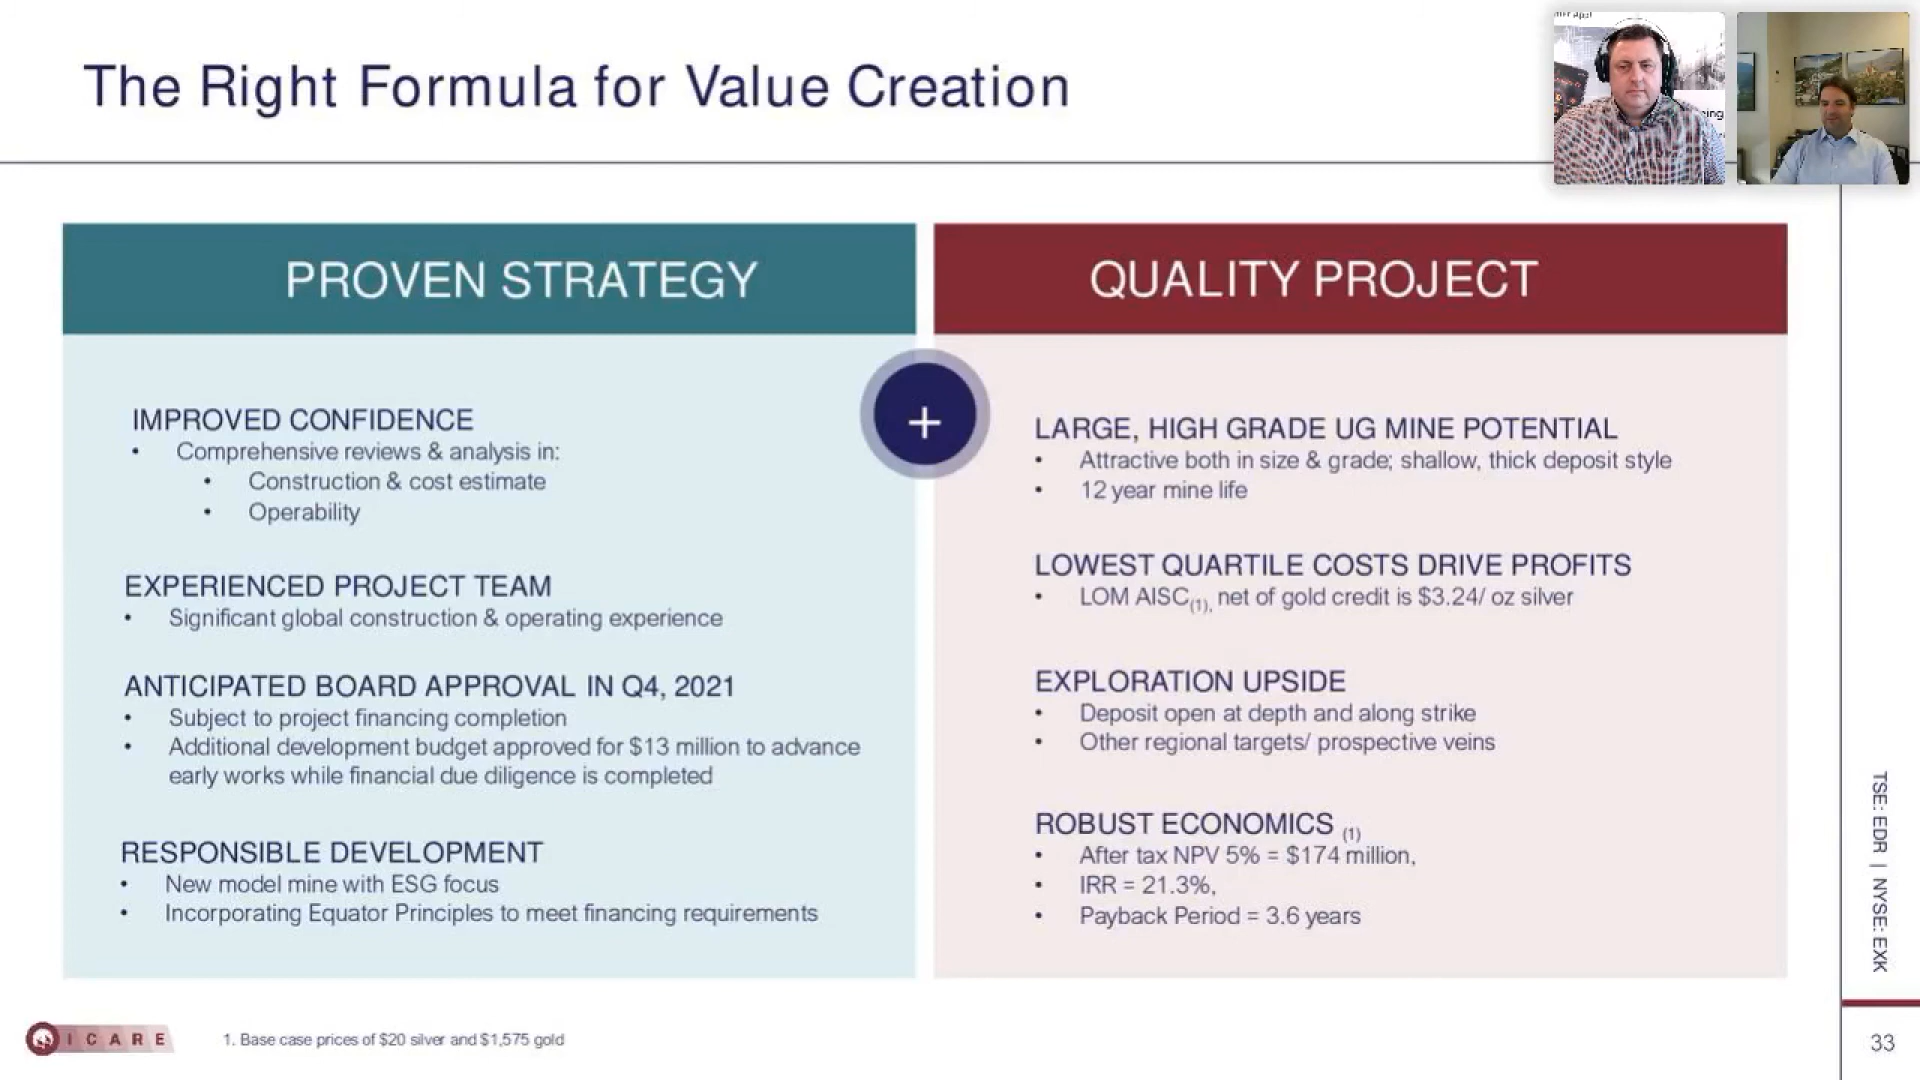 The Right Formula for Value Creation
PROVEN STRATEGY
IMPROVED CONFIDENCE
• Comprehensive reviews & analysis in:
• Construction & cost estimate
• Operability
EXPERIENCED PROJECT TEAM
• Significant global construction & operating experience
ANTICIPATED BOARD APPROVAL IN Q4, 2021
• Subject to project financing completion
• Additional development budget approved for $13 million to advance
early works while financial due diligence is completed
RESPONSIBLE DEVELOPMENT
• New model mine with ESG focus
• Incorporating Equator Principles to meet financing requirements
+
QUALITY PROJECT
LARGE, HIGH GRADE UG MINE POTENTIAL
• Attractive both in size & grade; shallow, thick deposit style
• 12 year mine life
LOWEST QUARTILE COSTS DRIVE PROFITS
• LOM AISC(1), net of gold credit is $3.24/ oz silver
EXPLORATION UPSIDE
• Deposit open at depth and along strike
• Other regional targets/ prospective veins
ROBUST ECONOMICS (1)
• After tax NPV 5% = $174 million,
• IRR = 21.3%,
• Payback Period = 3.6 years
TSE: EDR | NYSE: EXK
ICARE
1. Base case prices of $20 silver and $1,575 gold
33